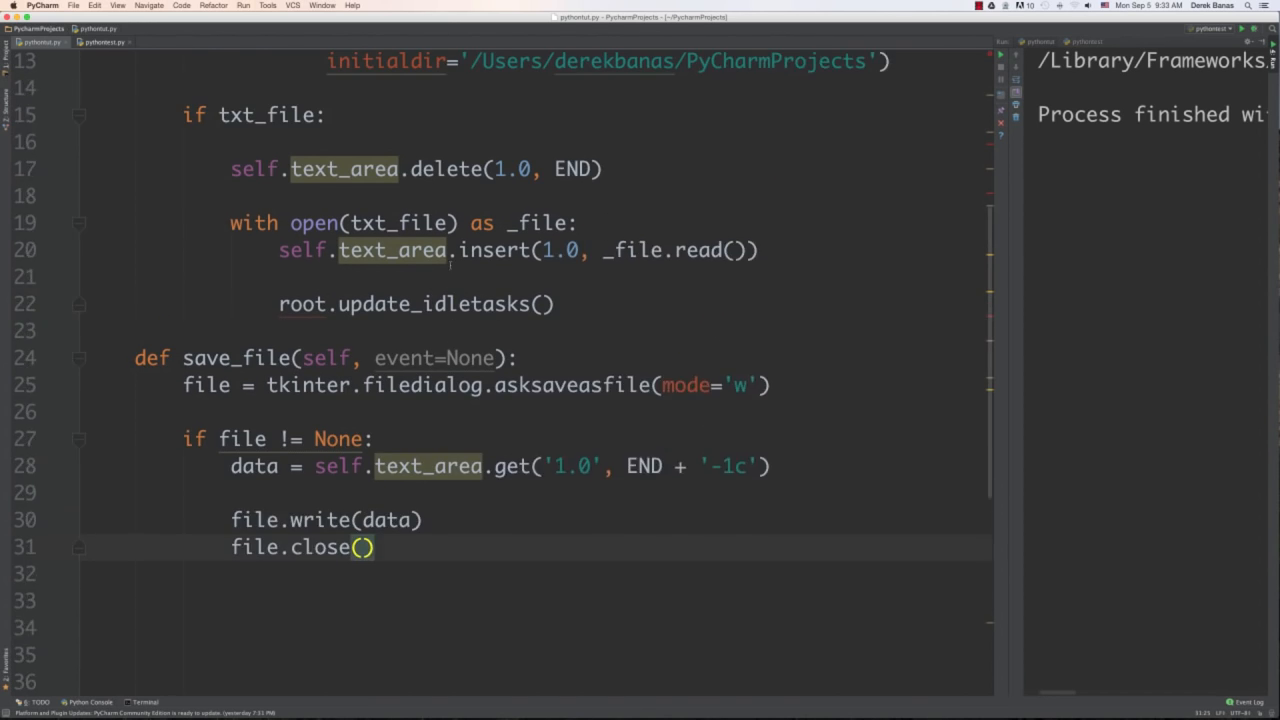 PyCharm File Edit View Navigate Code Refactor Run Tools VCS Window Help Mon Sep 5 9:33 AM Derek Banas
pythontut.py - PycharmProjects - [~/PycharmProjects]
PycharmProjects pythontut.py pythontest
pythontut.py pythontest.py Run: pythontut pythontest
13 initialdir='/Users/derekbanas/PyCharmProjects')
14
15 if txt_file:
16
17 self.text_area.delete(1.0, END)
18
19 with open(txt_file) as _file:
20 self.text_area.insert(1.0, _file.read())
21
22 root.update_idletasks()
23
24 def save_file(self, event=None):
25 file = tkinter.filedialog.asksaveasfile(mode='w')
26
27 if file != None:
28 data = self.text_area.get('1.0', END + '-1c')
29
30 file.write(data)
31 file.close()
32
33
34
35
36
/Library/Frameworks
Process finished wi
1: Project
7: Structure
2: Favorites
6: TODO Python Console Terminal Event Log
Platform and Plugin Updates: PyCharm Community Edition is ready to update. (yesterday 7:51 PM) 31:21 LF÷ UTF-8÷